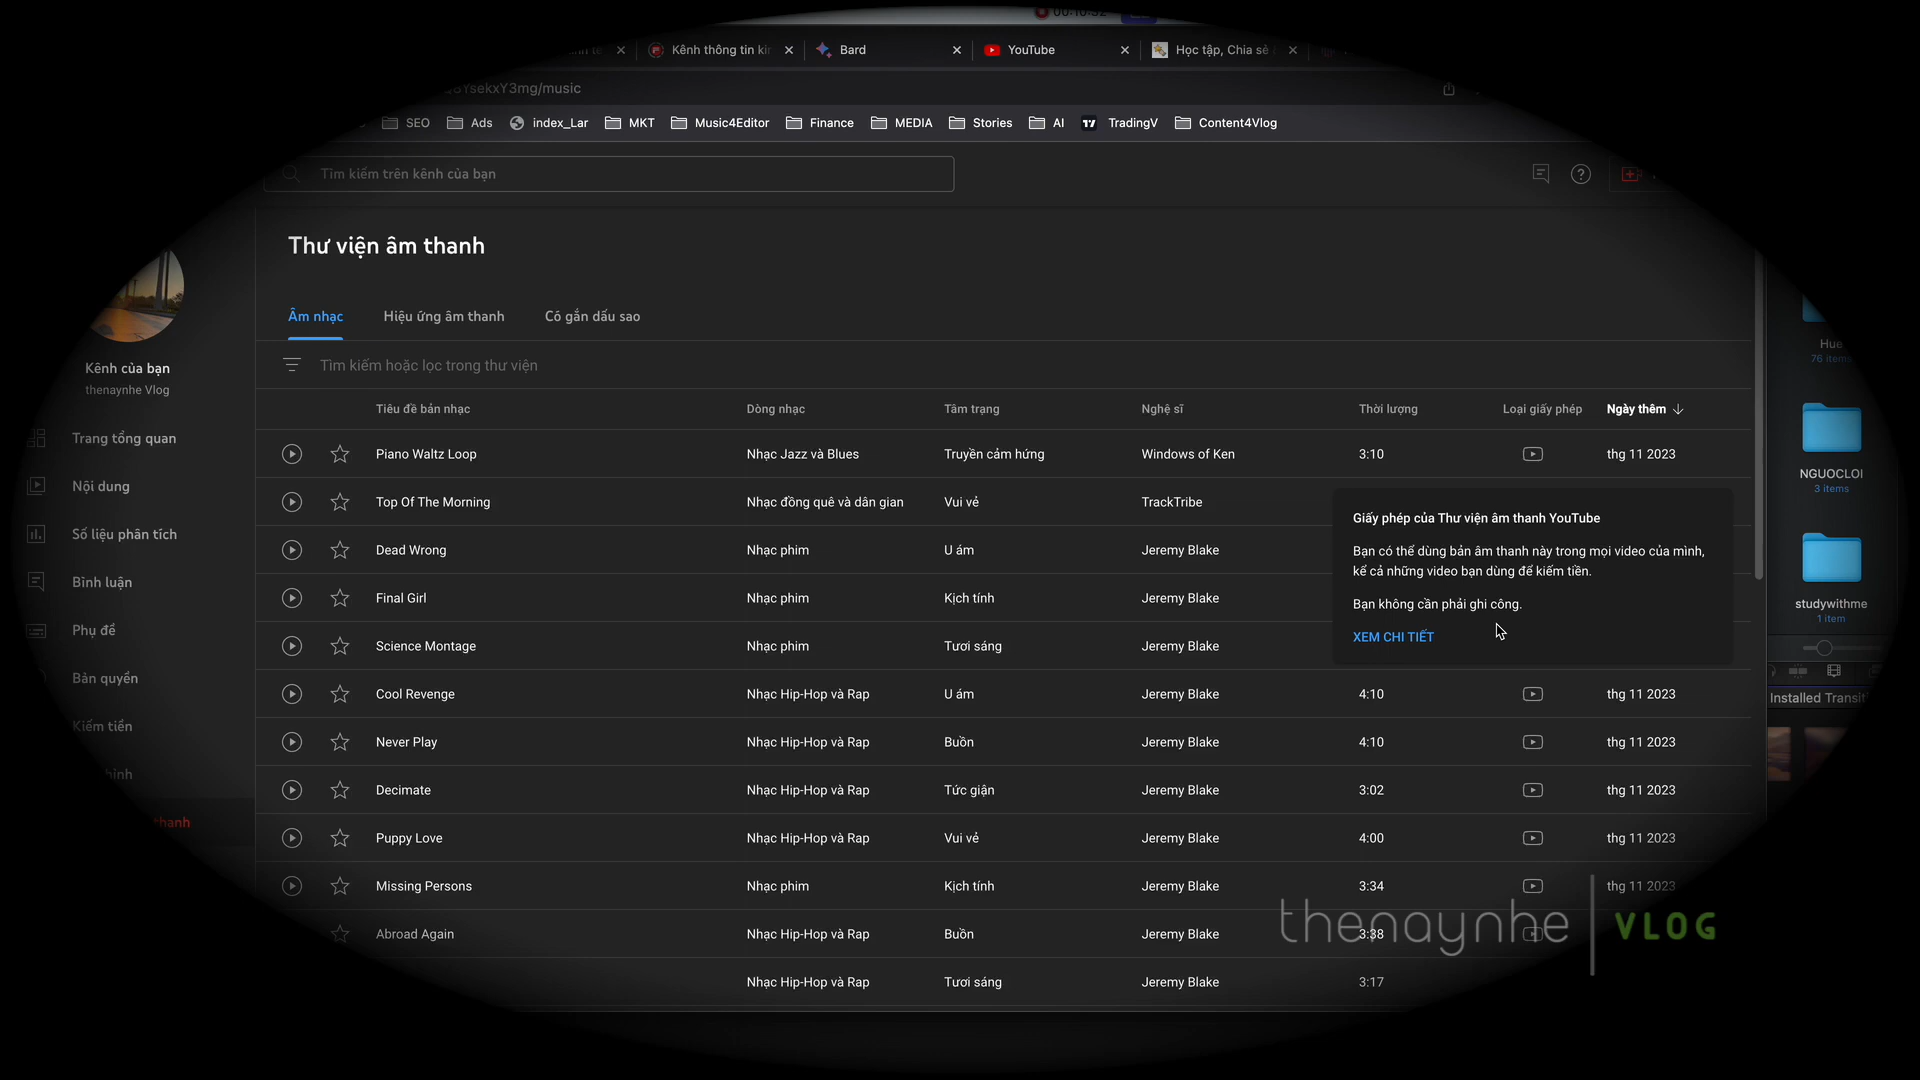 Kênh thông tin kin
Bard
YouTube
Học tập, Chia sẻ
sekxY3mg/music
SEO
Ads
index_Lar
MKT
Music4Editor
Finance
MEDIA
Stories
AI
TradingV
Content4Vlog
Tìm kiếm trên kênh của bạn
Thư viện âm thanh
Âm nhạc
Hiệu ứng âm thanh
Có gắn dấu sao
Tìm kiếm hoặc lọc trong thư viện
Kênh của bạn
thenaynhe Vlog
Trang tổng quan
Nội dung
Số liệu phân tích
Bình luận
Phụ đề
Bản quyền
Kiếm tiền
hình
thanh
Tiêu đề bản nhạc Dòng nhạc Tâm trạng Nghệ sĩ Thời lượng Loại giấy phép Ngày thêm
Piano Waltz Loop Nhạc Jazz và Blues Truyền cảm hứng Windows of Ken 3:10 thg 11 2023
Top Of The Morning Nhạc đồng quê và dân gian Vui vẻ TrackTribe
Dead Wrong Nhạc phim U ám Jeremy Blake
Final Girl Nhạc phim Kịch tính Jeremy Blake
Science Montage Nhạc phim Tươi sáng Jeremy Blake
Cool Revenge Nhạc Hip-Hop và Rap U ám Jeremy Blake 4:10 thg 11 2023
Never Play Nhạc Hip-Hop và Rap Buồn Jeremy Blake 4:10 thg 11 2023
Decimate Nhạc Hip-Hop và Rap Tức giận Jeremy Blake 3:02 thg 11 2023
Puppy Love Nhạc Hip-Hop và Rap Vui vẻ Jeremy Blake 4:00 thg 11 2023
Missing Persons Nhạc phim Kịch tính Jeremy Blake 3:34 thg 11 2023
Abroad Again Nhạc Hip-Hop và Rap Buồn Jeremy Blake 3:38
Nhạc Hip-Hop và Rap Tươi sáng Jeremy Blake 3:17
Giấy phép của Thư viện âm thanh YouTube
Bạn có thể dùng bản âm thanh này trong mọi video của mình,
kể cả những video bạn dùng để kiếm tiền.
Bạn không cần phải ghi công.
XEM CHI TIẾT
Hue
76 items
NGUOCLOI
3 items
studywithme
1 item
Installed Transiti
thenaynhe VLOG